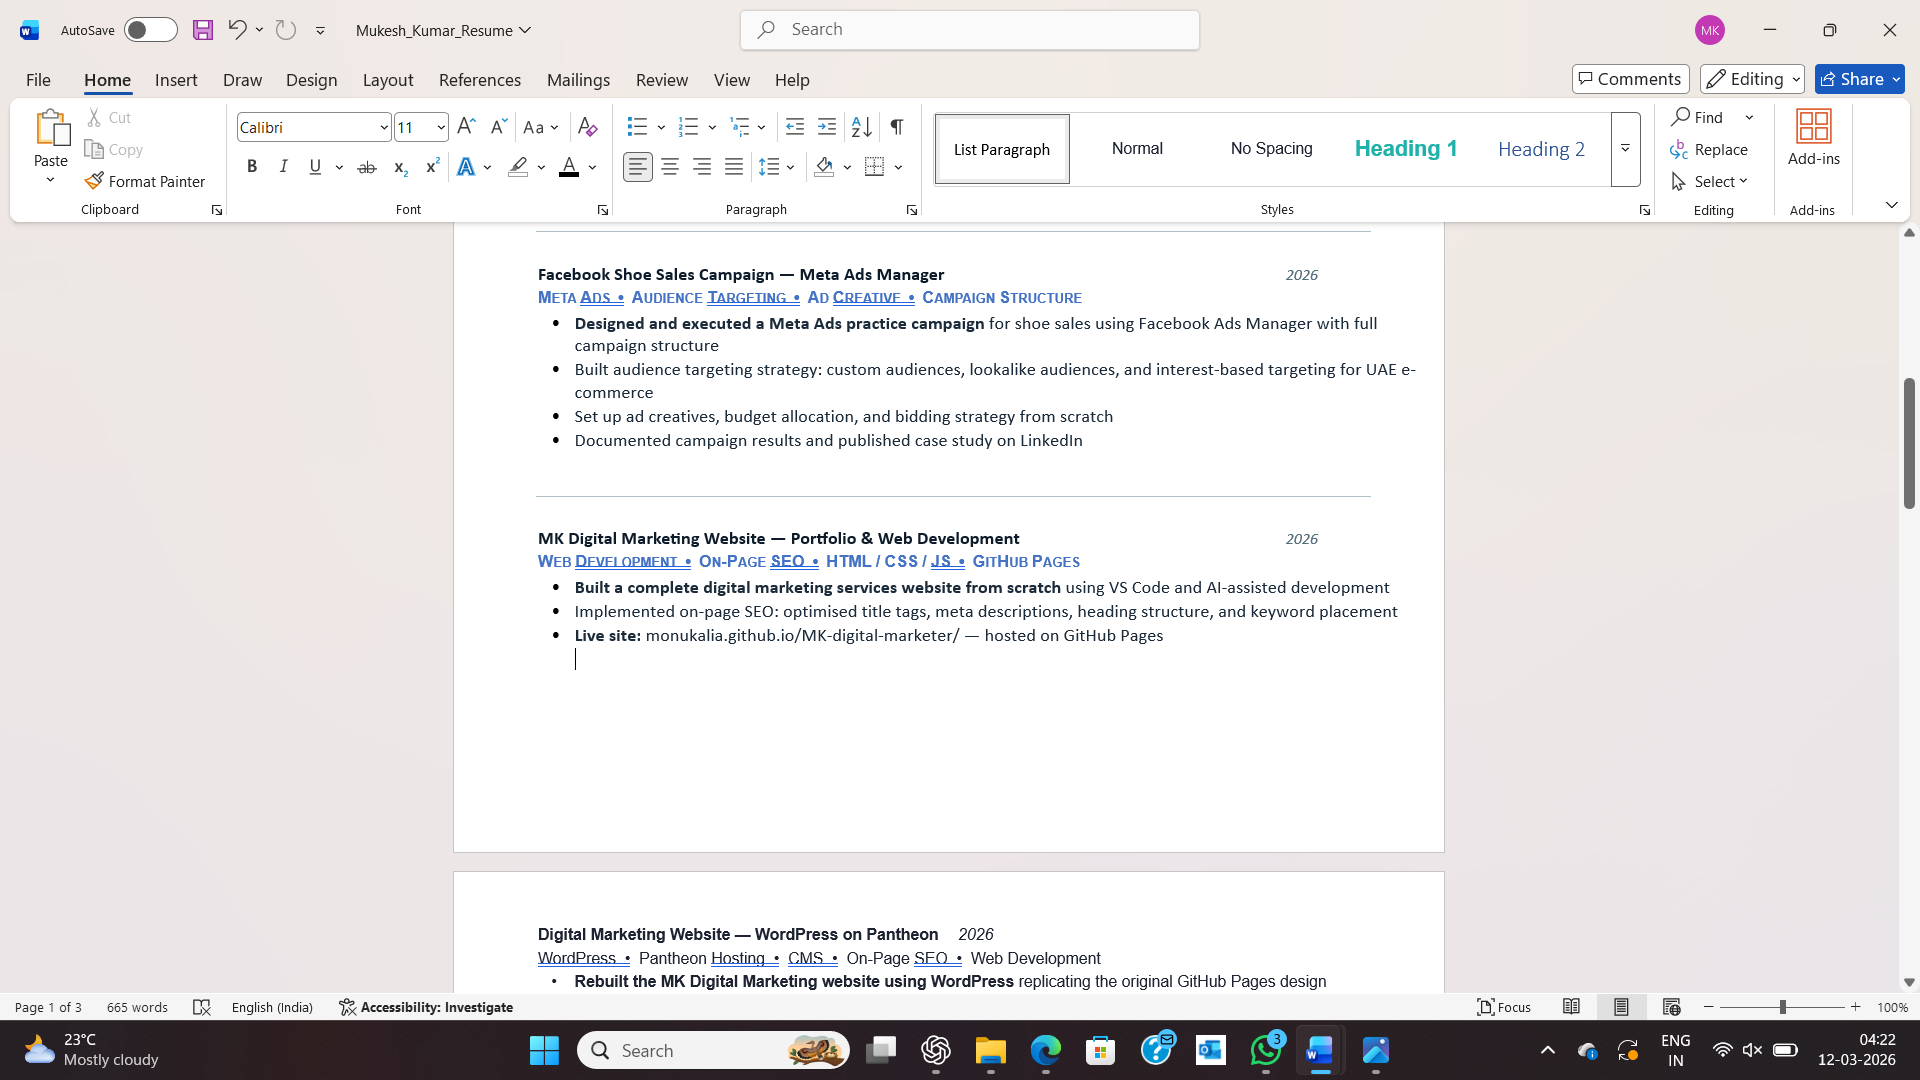 AutoSave
Mukesh_Kumar_Resume
Search
MK
File Home Insert Draw Design Layout References Mailings Review View Help
Comments Editing Share
Paste
Cut
Copy
Format Painter
Clipboard
Calibri 11
Font
Paragraph
List Paragraph Normal No Spacing Heading 1 Heading 2
Styles
Find
Replace
Select
Editing
Add-ins
Add-ins
Facebook Shoe Sales Campaign — Meta Ads Manager 2026
META ADS • AUDIENCE TARGETING • AD CREATIVE • CAMPAIGN STRUCTURE
• Designed and executed a Meta Ads practice campaign for shoe sales using Facebook Ads Manager with full
campaign structure
• Built audience targeting strategy: custom audiences, lookalike audiences, and interest-based targeting for UAE e-
commerce
• Set up ad creatives, budget allocation, and bidding strategy from scratch
• Documented campaign results and published case study on LinkedIn
MK Digital Marketing Website — Portfolio & Web Development 2026
WEB DEVELOPMENT • ON-PAGE SEO • HTML / CSS / JS • GITHUB PAGES
• Built a complete digital marketing services website from scratch using VS Code and AI-assisted development
• Implemented on-page SEO: optimised title tags, meta descriptions, heading structure, and keyword placement
• Live site: monukalia.github.io/MK-digital-marketer/ — hosted on GitHub Pages
Digital Marketing Website — WordPress on Pantheon 2026
WordPress • Pantheon Hosting • CMS • On-Page SEO • Web Development
• Rebuilt the MK Digital Marketing website using WordPress replicating the original GitHub Pages design
Page 1 of 3 665 words English (India) Accessibility: Investigate
Focus
100%
23°C
Mostly cloudy
Search
3
ENG
IN
04:22
12-03-2026